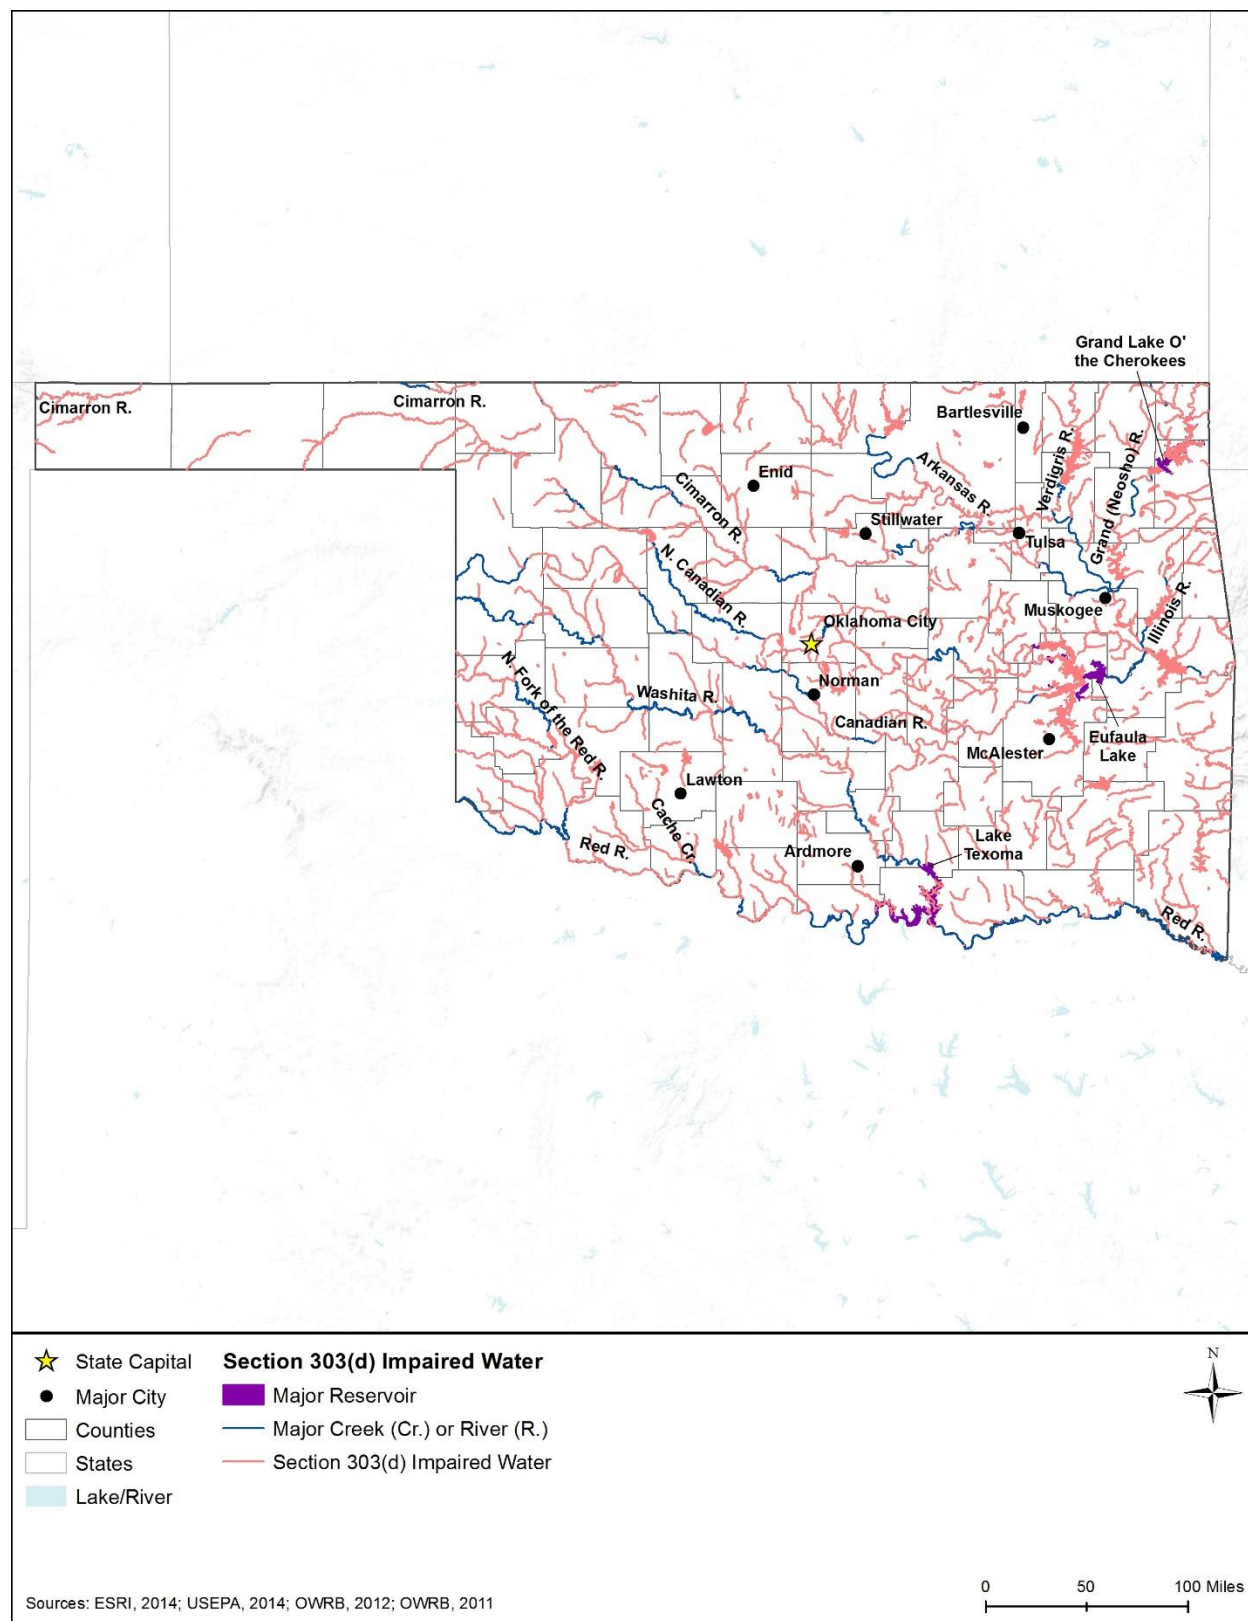 Grand Lake O'
the Cherokees
Cimarron R.
Cimarron R.
Bartlesville
Verdigris R.
Grand (Neosho) R.
Arkansas R.
Enid
Cimarron R.
Stillwater
Tulsa
N. Canadian R.
Muskogee
Illinois R.
Oklahoma City
N. Fork of the Red R.
Washita R.
Norman
Canadian R.
McAlester
Eufaula
Lake
Lawton
Cache Cr.
Red R.
Ardmore
Lake
Texoma
Red R.
State Capital
Major City
Counties
States
Lake/River
Section 303(d) Impaired Water
Major Reservoir
Major Creek (Cr.) or River (R.)
Section 303(d) Impaired Water
N
0 50 100 Miles
Sources: ESRI, 2014; USEPA, 2014; OWRB, 2012; OWRB, 2011